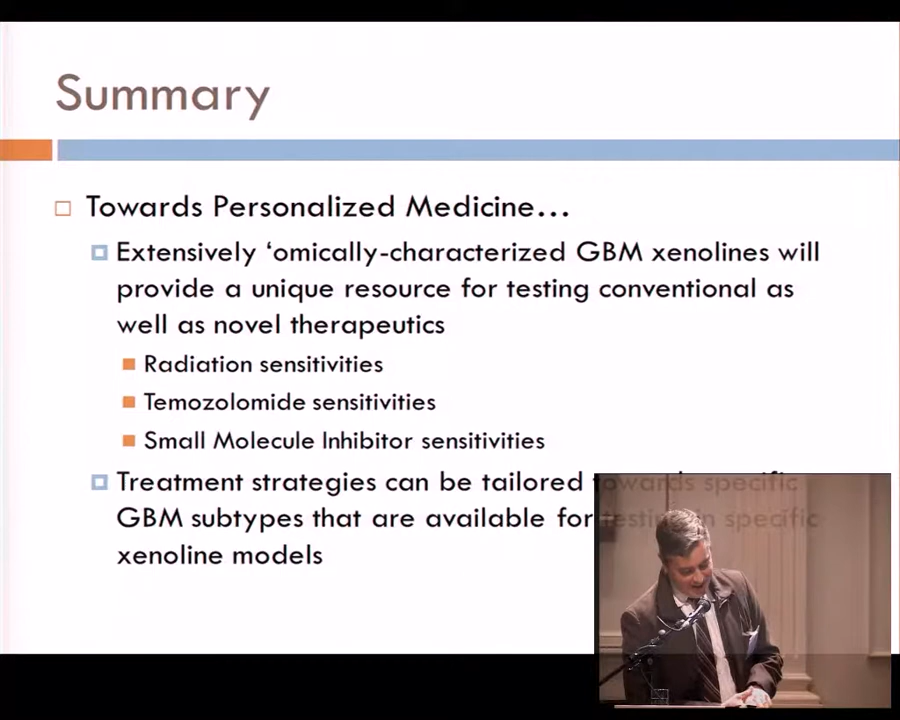 Summary
Towards Personalized Medicine…
Extensively ‘omically-characterized GBM xenolines will
provide a unique resource for testing conventional as
well as novel therapeutics
Radiation sensitivities
Temozolomide sensitivities
Small Molecule Inhibitor sensitivities
Treatment strategies can be tailored towards specific
GBM subtypes that are available for testing in specific
xenoline models